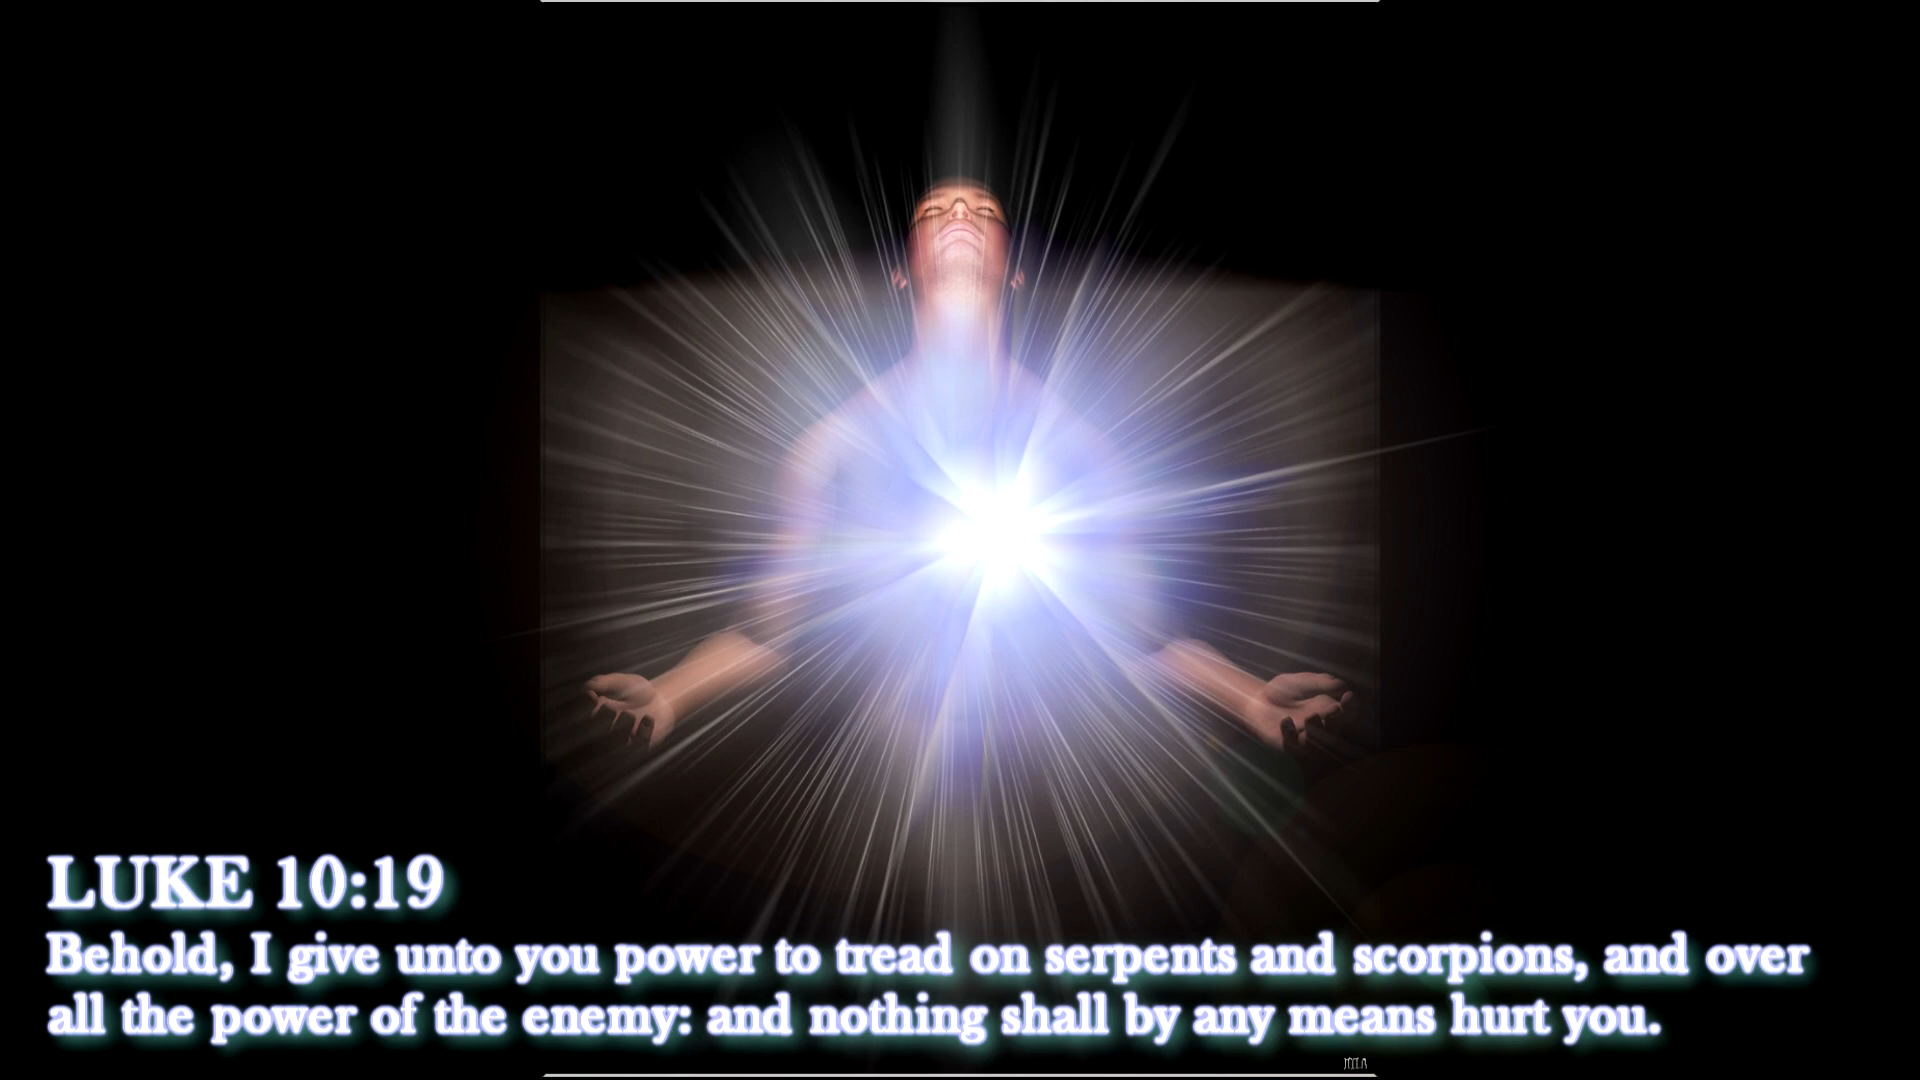 LUKE 10:19
Behold, I give unto you power to tread on serpents and scorpions, and over
all the power of the enemy: and nothing shall by any means hurt you.